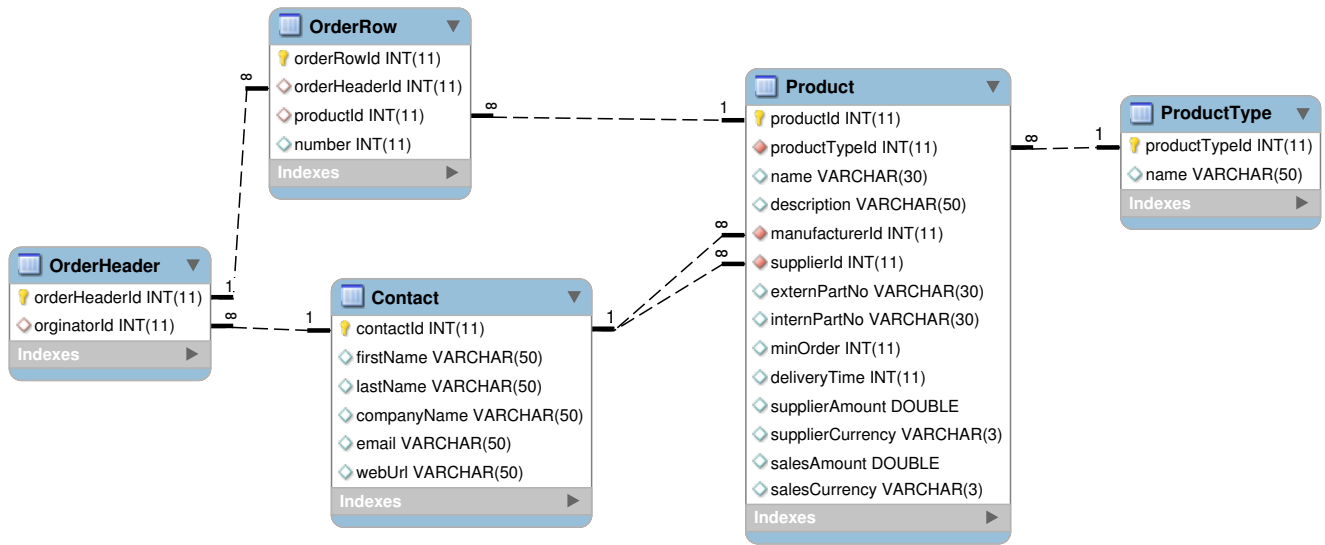 OrderRow
orderRowId INT(11)
orderHeaderId INT(11)
productId INT(11)
number INT(11)
Indexes
∞
∞
1
1
∞
OrderHeader
orderHeaderId INT(11)
orginatorId INT(11)
Indexes
1
∞
1
∞
∞
Contact
contactId INT(11)
firstName VARCHAR(50)
lastName VARCHAR(50)
companyName VARCHAR(50)
email VARCHAR(50)
webUrl VARCHAR(50)
Indexes
Product
productId INT(11)
productTypeId INT(11)
name VARCHAR(30)
description VARCHAR(50)
manufacturerId INT(11)
supplierId INT(11)
externPartNo VARCHAR(30)
internPartNo VARCHAR(30)
minOrder INT(11)
deliveryTime INT(11)
supplierAmount DOUBLE
supplierCurrency VARCHAR(3)
salesAmount DOUBLE
salesCurrency VARCHAR(3)
Indexes
∞
1
ProductType
productTypeId INT(11)
name VARCHAR(50)
Indexes